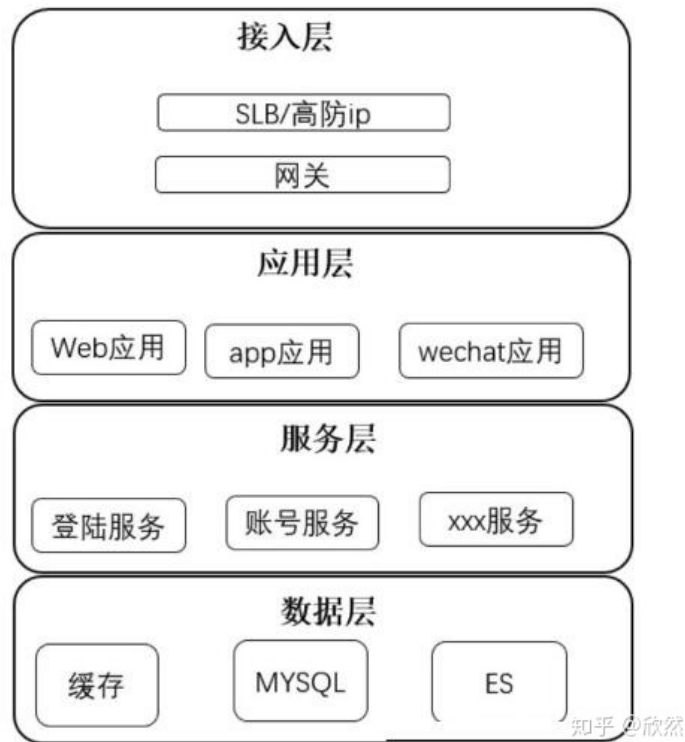 接入层
SLB/高防ip
网关
应用层
Web应用
app应用
wechat应用
服务层
登陆服务
账号服务
xxx服务
数据层
缓存
MYSQL
ES
知乎 @欣然